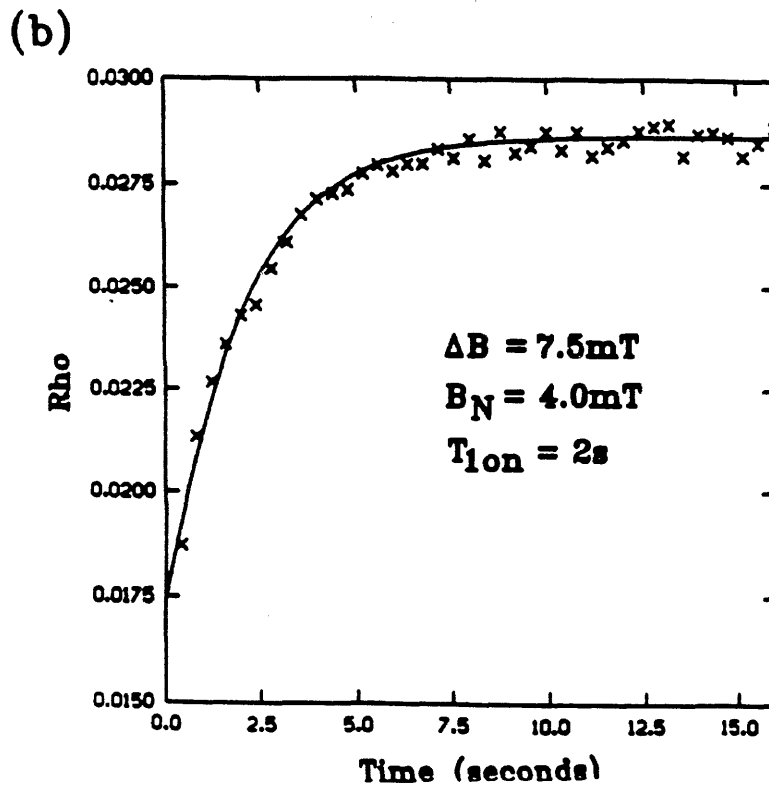 (b)
0.0300
0.0275
0.0250
0.0225
0.0200
0.0175
0.0150
Rho
ΔB = 7.5mT
B_N = 4.0mT
T_1on = 2s
0.0 2.5 5.0 7.5 10.0 12.5 15.0
Time (seconds)